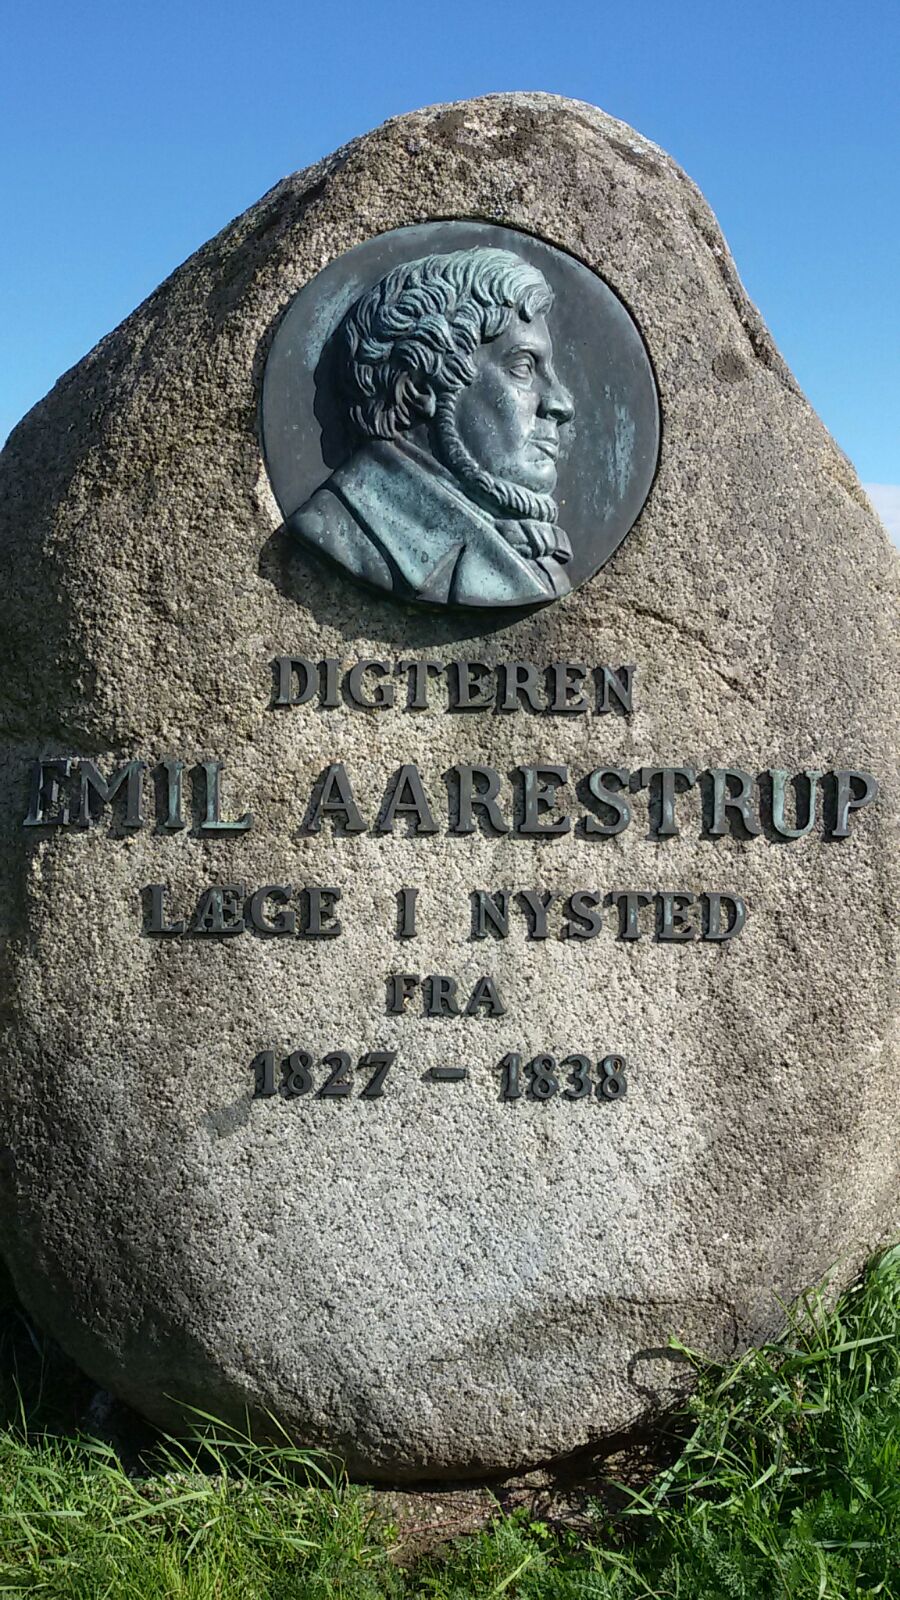 DIGTEREN
EMIL AARESTRUP
LÆGE I NYSTED
FRA
1827 – 1838